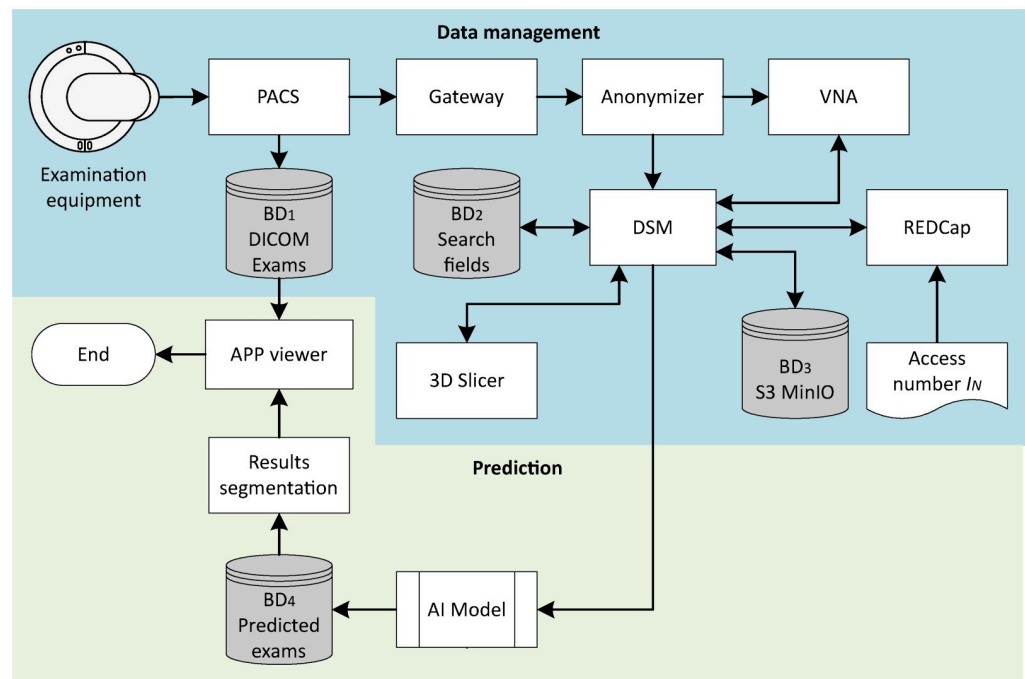 Data management
PACS
Gateway
Anonymizer
VNA
Examination
equipment
BD1
DICOM
Exams
BD2
Search
fields
DSM
REDCap
End
APP viewer
3D Slicer
BD3
S3 MinIO
Access
number IN
Results
segmentation
Prediction
BD4
Predicted
exams
AI Model